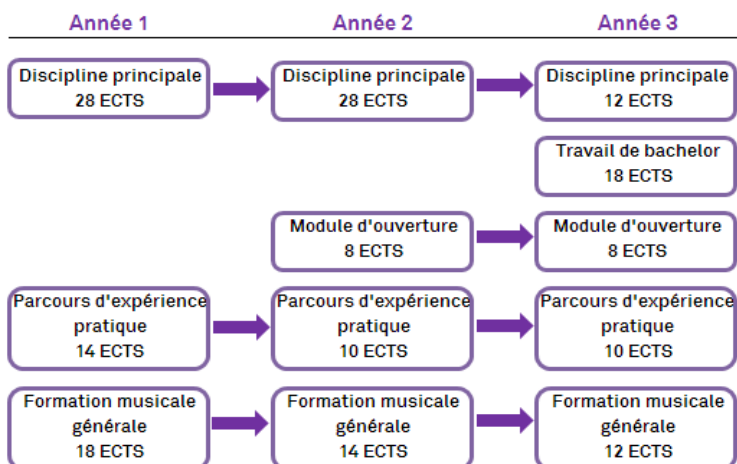 Année 1
Année 2
Année 3
Discipline principale
28 ECTS
Discipline principale
28 ECTS
Discipline principale
12 ECTS
Travail de bachelor
18 ECTS
Module d'ouverture
8 ECTS
Module d'ouverture
8 ECTS
Parcours d'expérience
pratique
14 ECTS
Parcours d'expérience
pratique
10 ECTS
Parcours d'expérience
pratique
10 ECTS
Formation musicale
générale
18 ECTS
Formation musicale
générale
14 ECTS
Formation musicale
générale
12 ECTS